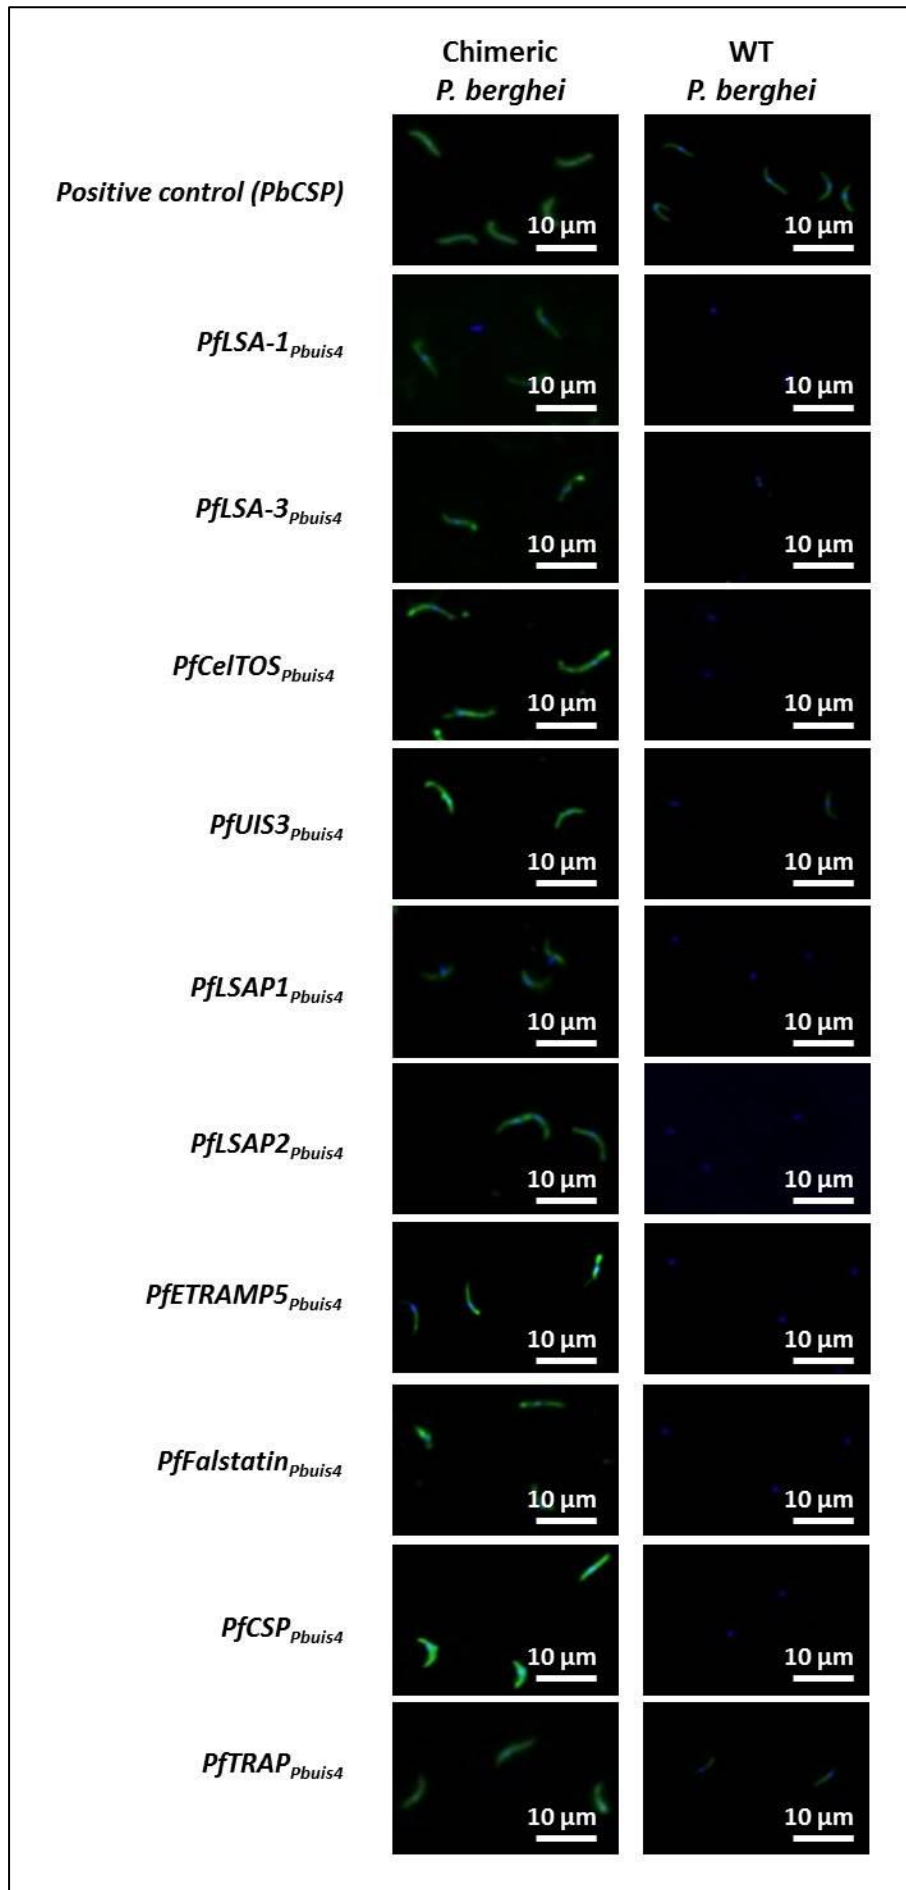 Chimeric WT
P. berghei P. berghei
Positive control (PbCSP) 10 µm 10 µm
PfLSA-1Pbuis4 10 µm 10 µm
PfLSA-3Pbuis4 10 µm 10 µm
PfCelTOSPbuis4 10 µm 10 µm
PfUIS3Pbuis4 10 µm 10 µm
PfLSAP1Pbuis4 10 µm 10 µm
PfLSAP2Pbuis4 10 µm 10 µm
PfETRAMP5Pbuis4 10 µm 10 µm
PfFalstatinPbuis4 10 µm 10 µm
PfCSPPbuis4 10 µm 10 µm
PfTRAPPbuis4 10 µm 10 µm